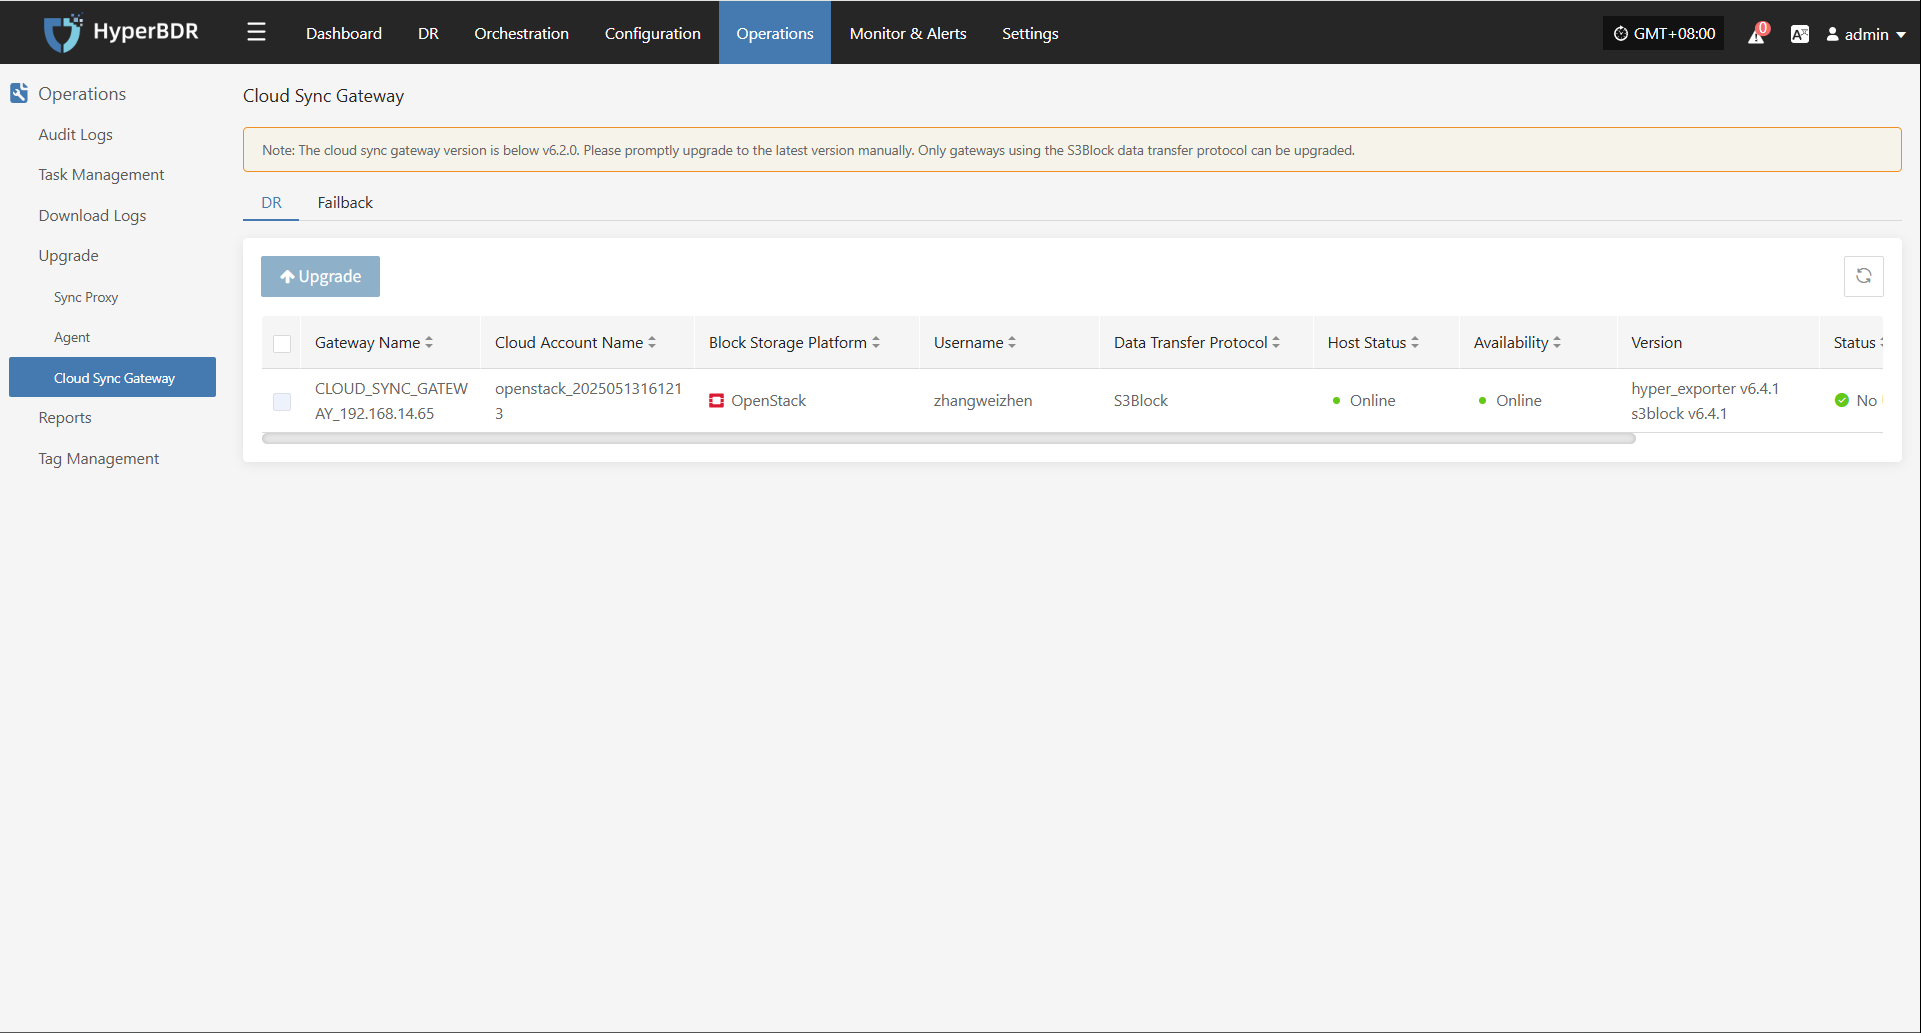 HyperBDR
Dashboard DR Orchestration Configuration Operations Monitor & Alerts Settings
GMT+08:00 0 admin
Operations
Audit Logs
Task Management
Download Logs
Upgrade
Sync Proxy
Agent
Cloud Sync Gateway
Reports
Tag Management
Cloud Sync Gateway
Note: The cloud sync gateway version is below v6.2.0. Please promptly upgrade to the latest version manually. Only gateways using the S3Block data transfer protocol can be upgraded.
DR Failback
Upgrade
Gateway Name Cloud Account Name Block Storage Platform Username Data Transfer Protocol Host Status Availability Version Status
CLOUD_SYNC_GATEW
AY_192.168.14.65
openstack_2025051316121
3
OpenStack
zhangweizhen
S3Block
Online
Online
hyper_exporter v6.4.1
s3block v6.4.1
No